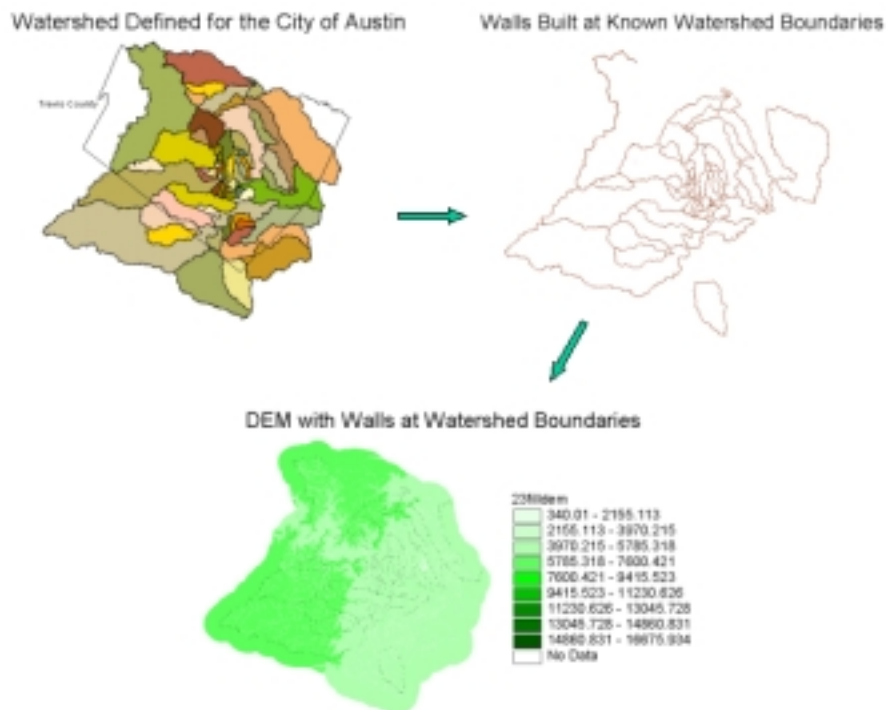 Watershed Defined for the City of Austin
Walls Built at Known Watershed Boundaries
Travis County
DEM with Walls at Watershed Boundaries
340.01 - 2155.113
2155.113 - 3970.215
3970.215 - 5785.318
5785.318 - 7600.421
7600.421 - 9415.523
9415.523 - 11230.626
11230.626 - 13045.728
13045.728 - 14860.831
14860.831 - 16675.934
No Data